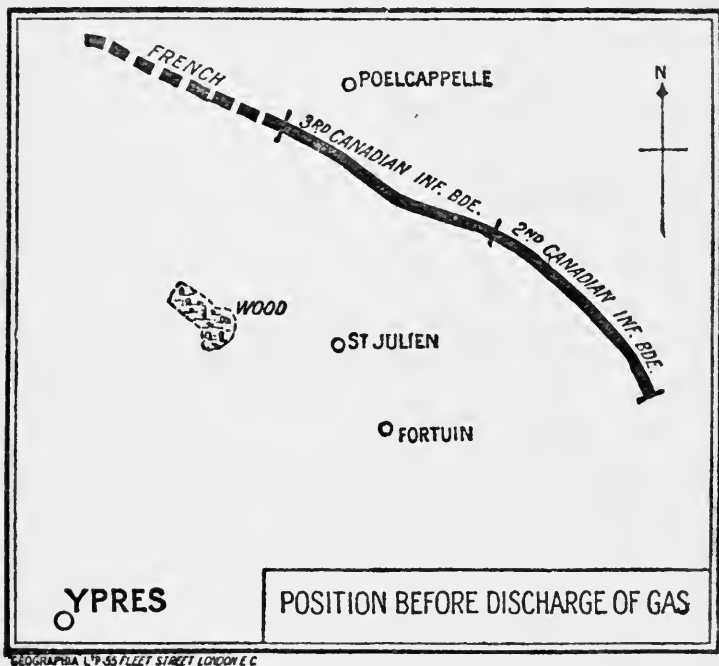 FRENCH
POELCAPPELLE
N
3RD CANADIAN INF. BDE.
2ND CANADIAN INF. BDE.
WOOD
ST JULIEN
FORTUIN
YPRES
POSITION BEFORE DISCHARGE OF GAS
GEOGRAPHIA LTD 55 FLEET STREET LONDON E.C